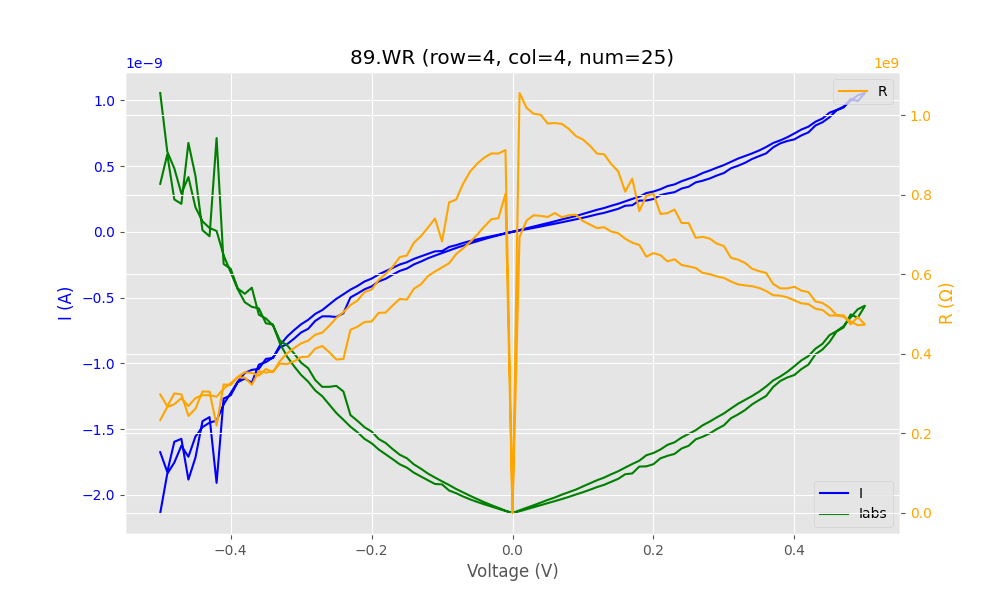 89.WR (row=4, col=4, num=25)
1e−9
1e9
R
1.0
0.5
0.0
−0.5
−1.0
−1.5
−2.0
I (A)
1.0
0.8
0.6
0.4
0.2
0.0
R (Ω)
I
Iabs
−0.4
−0.2
0.0
0.2
0.4
Voltage (V)